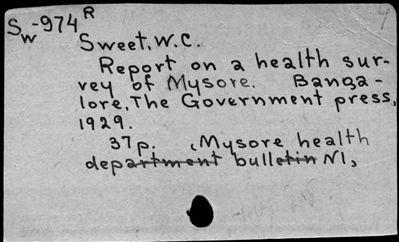 Sw-974R
Sweet, W.C.
Report on a health sur-
vey of Mysore. Banga-
lore, The Government press,
1929.
37p. (Mysore health
department bulletin N1,